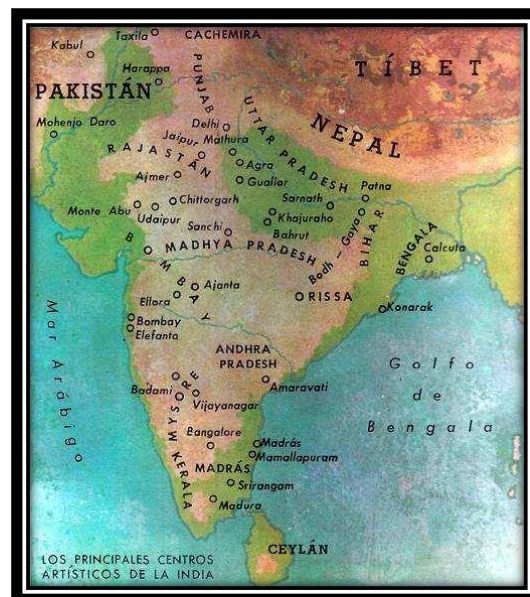 Taxila
CACHEMIRA
Kabul
TÍBET
PUNJAB
Harappa
PAKISTÁN
NEPAL
UTTAR PRADESH
Mohenjo Daro
Delhi
Mathura
Jaipur
RAJASTÁN
Agra
Ajmer
Gualior
Patna
Sarnath
Chittorgarh
Monte Abu
Khajuraho
Udaipur
Bahrut
Bodh-Gaya
BIHAR
BENGALA
Sanchi
MADHYA PRADESH
Calcuta
BOMBAY
Ajanta
Ellora
ORISSA
Konarak
Mar Arábigo
Bombay
Elefanta
Golfo
de
Bengala
ANDHRA
PRADESH
Amaravati
Badami
Vijayanagar
MYSORE
Bangalore
Madrás
Mamallapuram
KERALA
MADRÁS
Srirangam
Madura
CEYLÁN
LOS PRINCIPALES CENTROS
ARTÍSTICOS DE LA INDIA